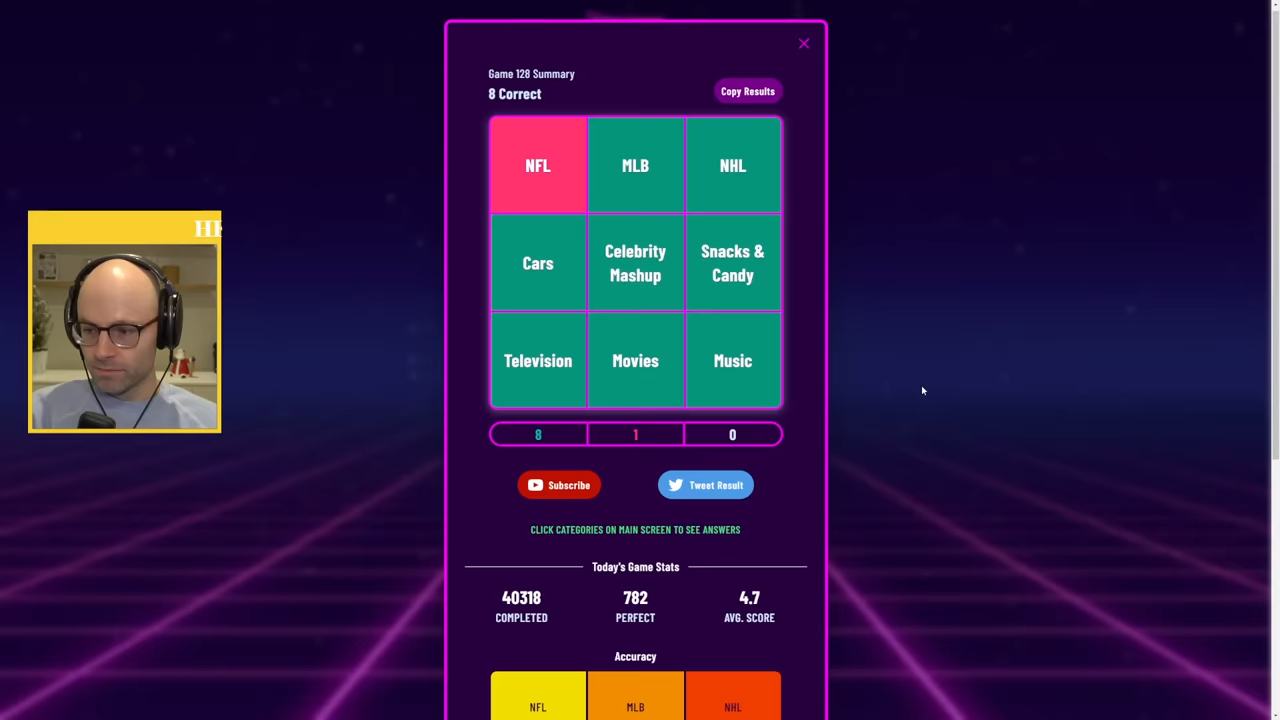 Game 128 Summary
8 Correct
Copy Results
NFL
MLB
NHL
Cars
Celebrity
Mashup
Snacks &
Candy
Television
Movies
Music
8
1
0
Subscribe
Tweet Result
CLICK CATEGORIES ON MAIN SCREEN TO SEE ANSWERS
Today's Game Stats
40318
782
4.7
COMPLETED
PERFECT
AVG. SCORE
Accuracy
NFL
MLB
NHL